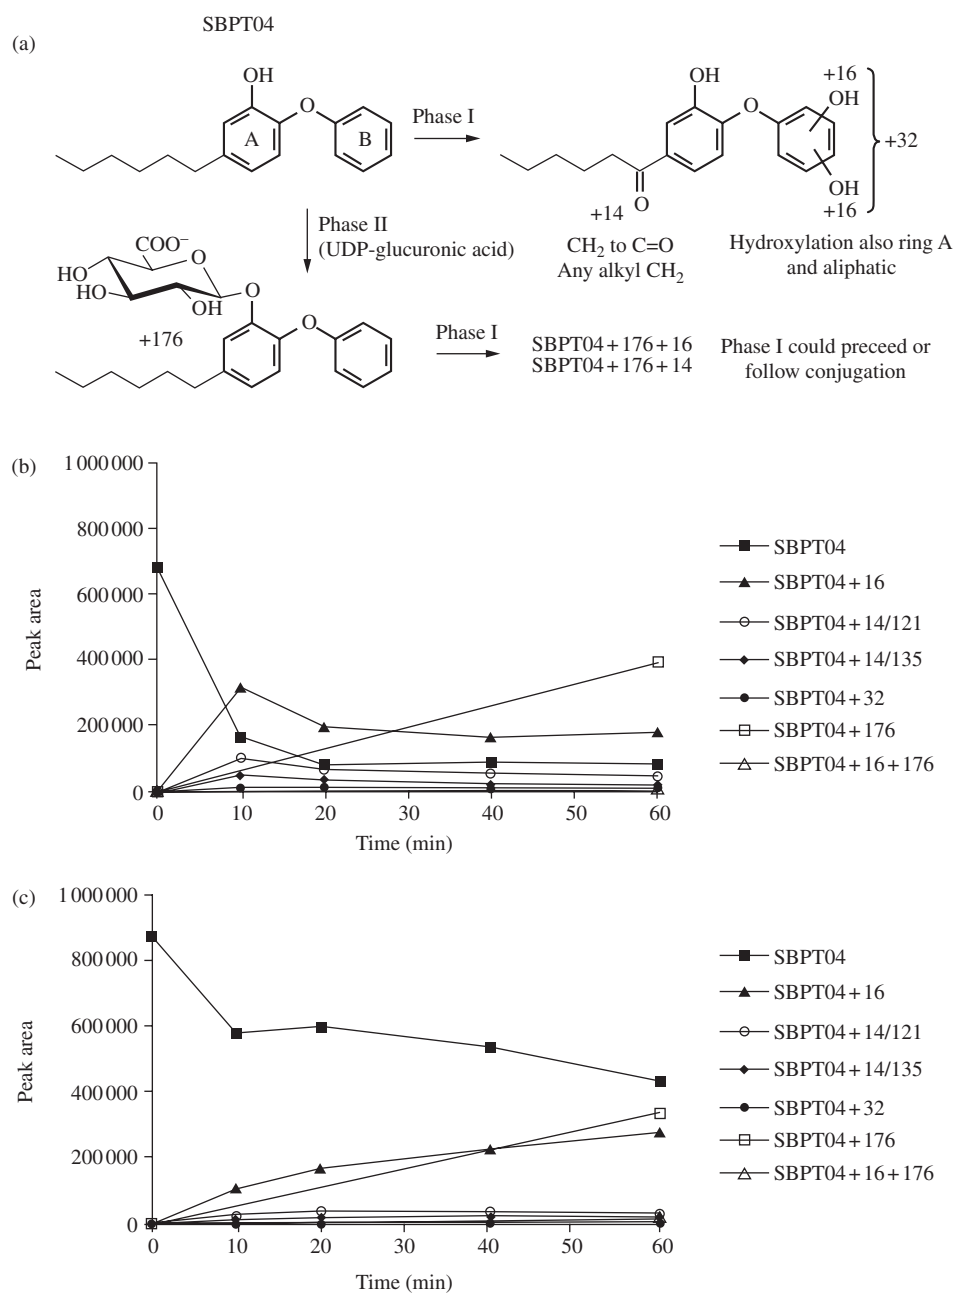 (a)
SBPT04
OH
O
A
B
Phase I
OH
O
+16
OH
+32
OH
+16
O
+14
CH2 to C=O
Any alkyl CH2
Hydroxylation also ring A
and aliphatic
Phase II
(UDP-glucuronic acid)
COO−
O
HO
HO
OH
O
O
+176
Phase I
SBPT04+176+16
SBPT04+176+14
Phase I could preceed or
follow conjugation
(b)
1 000 000
800 000
600 000
400 000
200 000
0
Peak area
0 10 20 30 40 50 60
Time (min)
SBPT04
SBPT04+16
SBPT04+14/121
SBPT04+14/135
SBPT04+32
SBPT04+176
SBPT04+16+176
(c)
1 000 000
800 000
600 000
400 000
200 000
0
Peak area
0 10 20 30 40 50 60
Time (min)
SBPT04
SBPT04+16
SBPT04+14/121
SBPT04+14/135
SBPT04+32
SBPT04+176
SBPT04+16+176